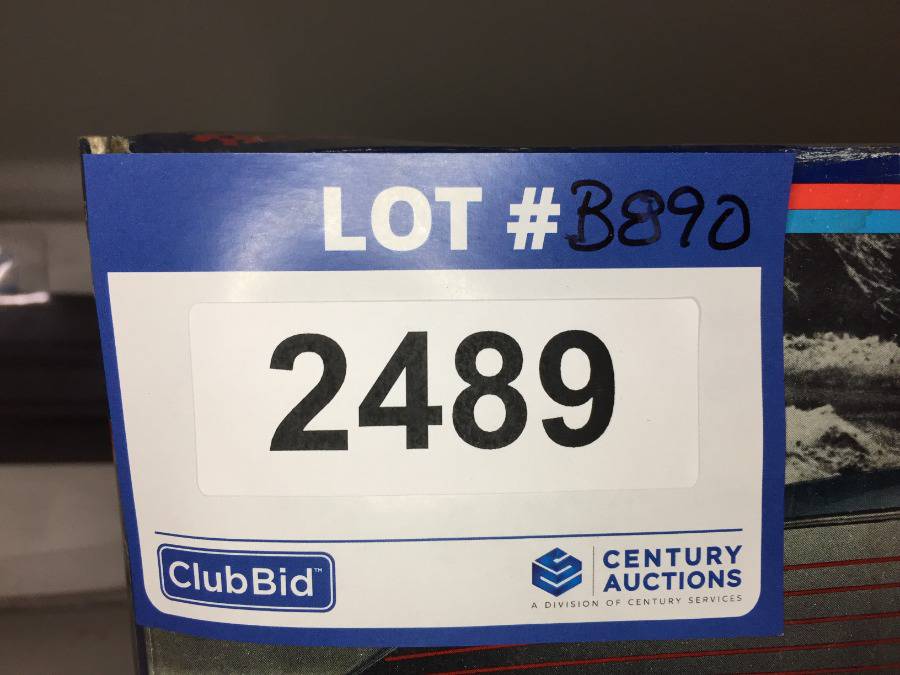 LOT #B890
2489
ClubBid™
CENTURY
AUCTIONS
A DIVISION OF CENTURY SERVICES